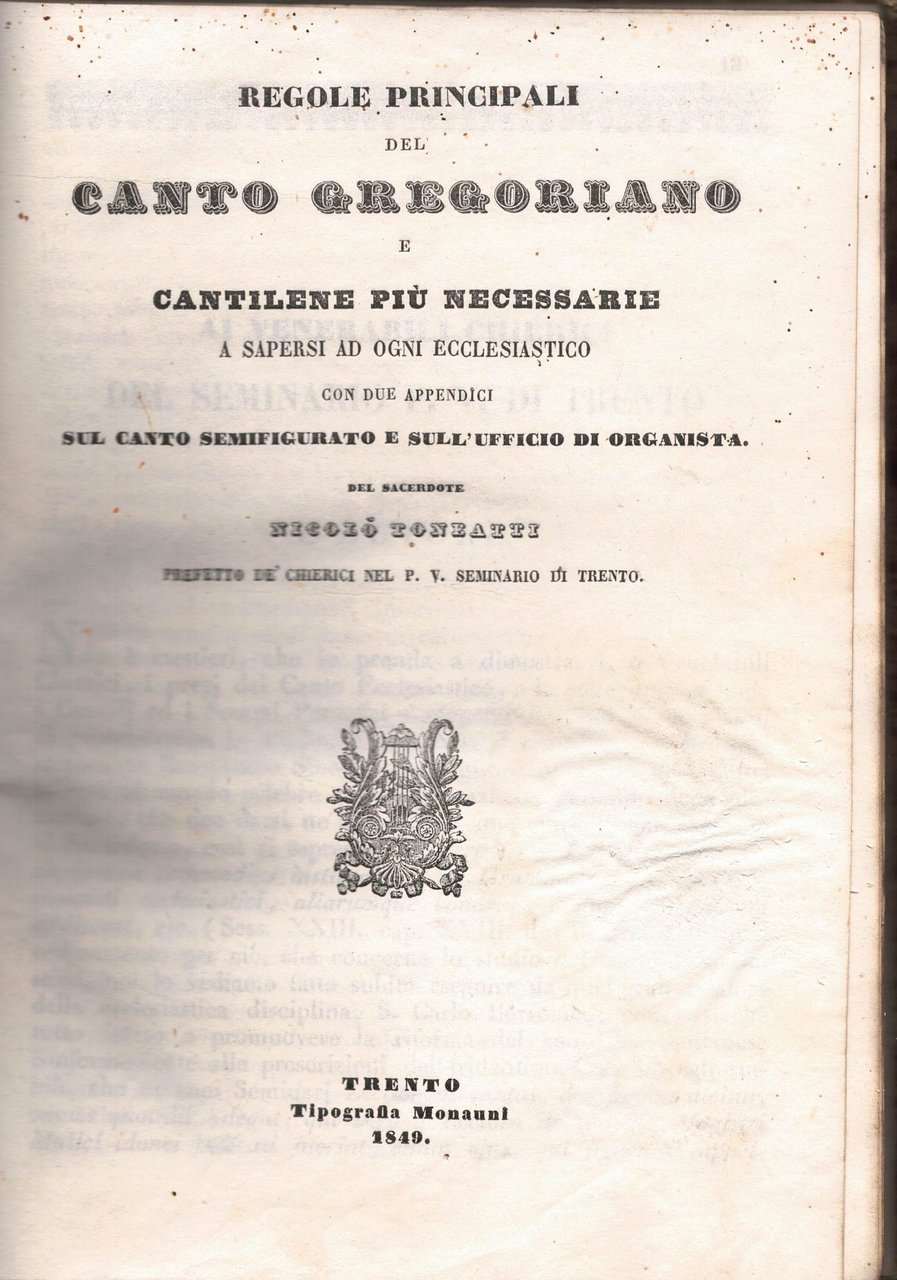 REGOLE PRINCIPALI
DEL
CANTO GREGORIANO
E
CANTILENE PIÙ NECESSARIE
A SAPERSI AD OGNI ECCLESIASTICO
CON DUE APPENDICI
SUL CANTO SEMIFIGURATO E SULL'UFFICIO DI ORGANISTA.
DEL SACERDOTE
NICOLÓ TONEATTI
PREFETTO DE' CHIERICI NEL P. V. SEMINARIO DI TRENTO.
TRENTO
Tipografia Monauni
1849.